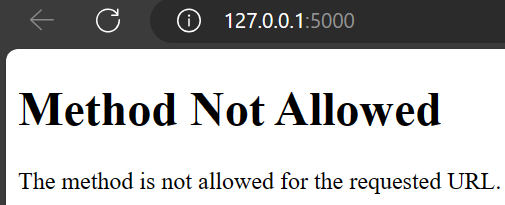 127.0.0.1:5000
Method Not Allowed
The method is not allowed for the requested URL.